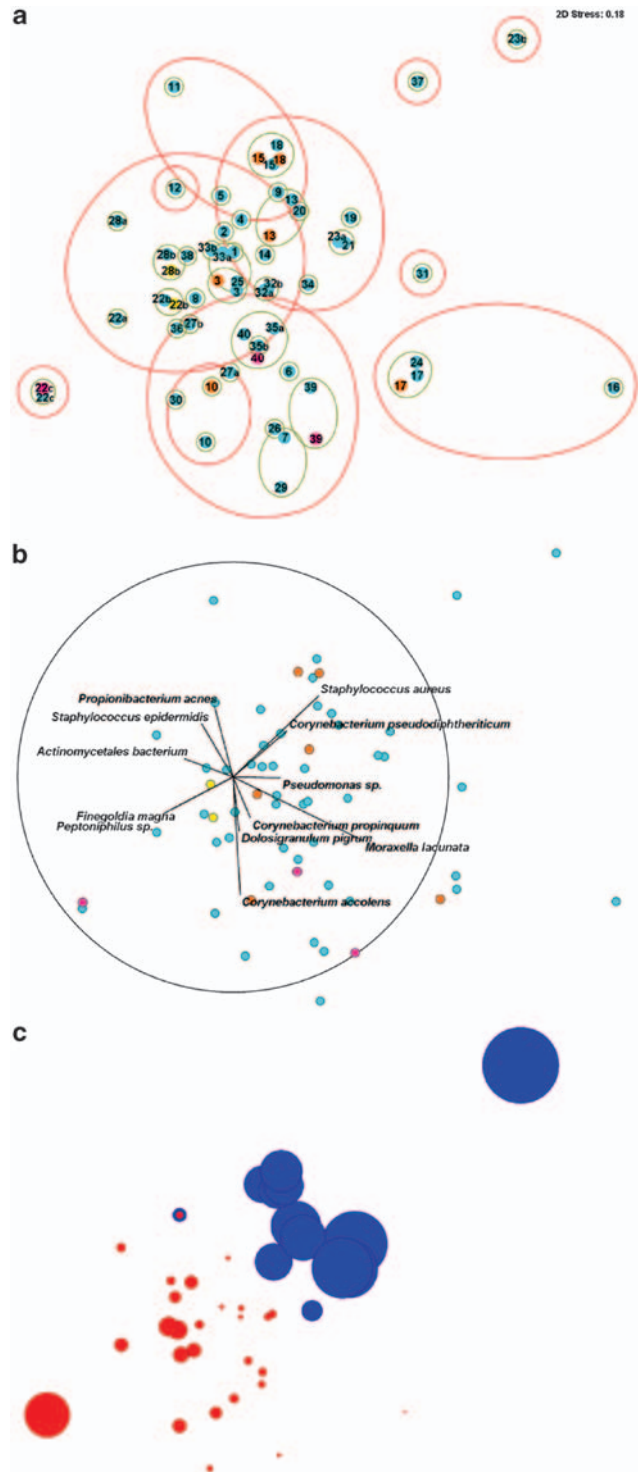 a
2D Stress: 0.18
23b
37
11
18
15 18
15
12
5
9
13
20
19
28a
4
2
13
23a
21
33b
1
33a
14
28b
38
28b
31
3
25
3
32b
32a
34
22b
22b
8
22a
36
27b
40
35a
35b
40
24
17
17
16
22c
22c
27a
6
10
39
30
10
26
7
39
29
b
Propionibacterium acnes
Staphylococcus aureus
Staphylococcus epidermidis
Corynebacterium pseudodiphtheriticum
Actinomycetales bacterium
Pseudomonas sp.
Finegoldia magna
Peptoniphilus sp.
Corynebacterium propinquum
Dolosigranulum pigrum
Moraxella lacunata
Corynebacterium accolens
c